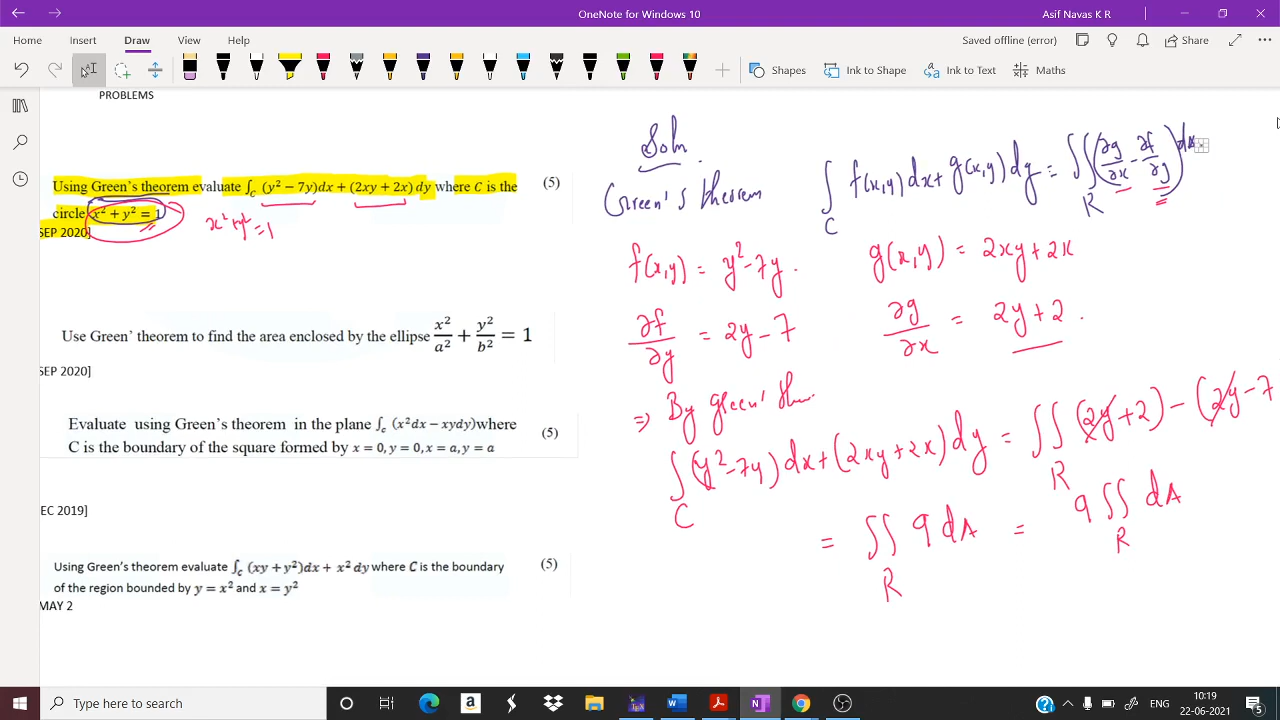 OneNote for Windows 10
Asif Navas K R
Home Insert Draw View Help
Saved offline (error)
Share
Shapes Ink to Shape Ink to Text Maths
PROBLEMS
Using Green's theorem evaluate ∫c (y² − 7y)dx + (2xy + 2x) dy where C is the (5)
circle x² + y² = 1
SEP 2020]
x² + y² = 1
Use Green' theorem to find the area enclosed by the ellipse x²/a² + y²/b² = 1
SEP 2020]
Evaluate using Green's theorem in the plane ∫c (x²dx − xydy)where (5)
C is the boundary of the square formed by x = 0, y = 0, x = a, y = a
DEC 2019]
Using Green's theorem evaluate ∫c (xy + y²)dx + x² dy where C is the boundary (5)
of the region bounded by y = x² and x = y²
MAY 2
Soln
Green's theorem ∫C f(x,y) dx + g(x,y) dy = ∫∫R (∂g/∂x − ∂f/∂y) dA
f(x,y) = y² − 7y . g(x,y) = 2xy + 2x
∂f/∂y = 2y − 7 ∂g/∂x = 2y + 2 .
⇒ By green'
∫C (y² − 7y) dx + (2xy + 2x) dy = ∫∫R (2y + 2) − (2y − 7
= ∫∫R 9 dA = 9 ∫∫R dA
Type here to search
10:19
ENG
22-06-2021